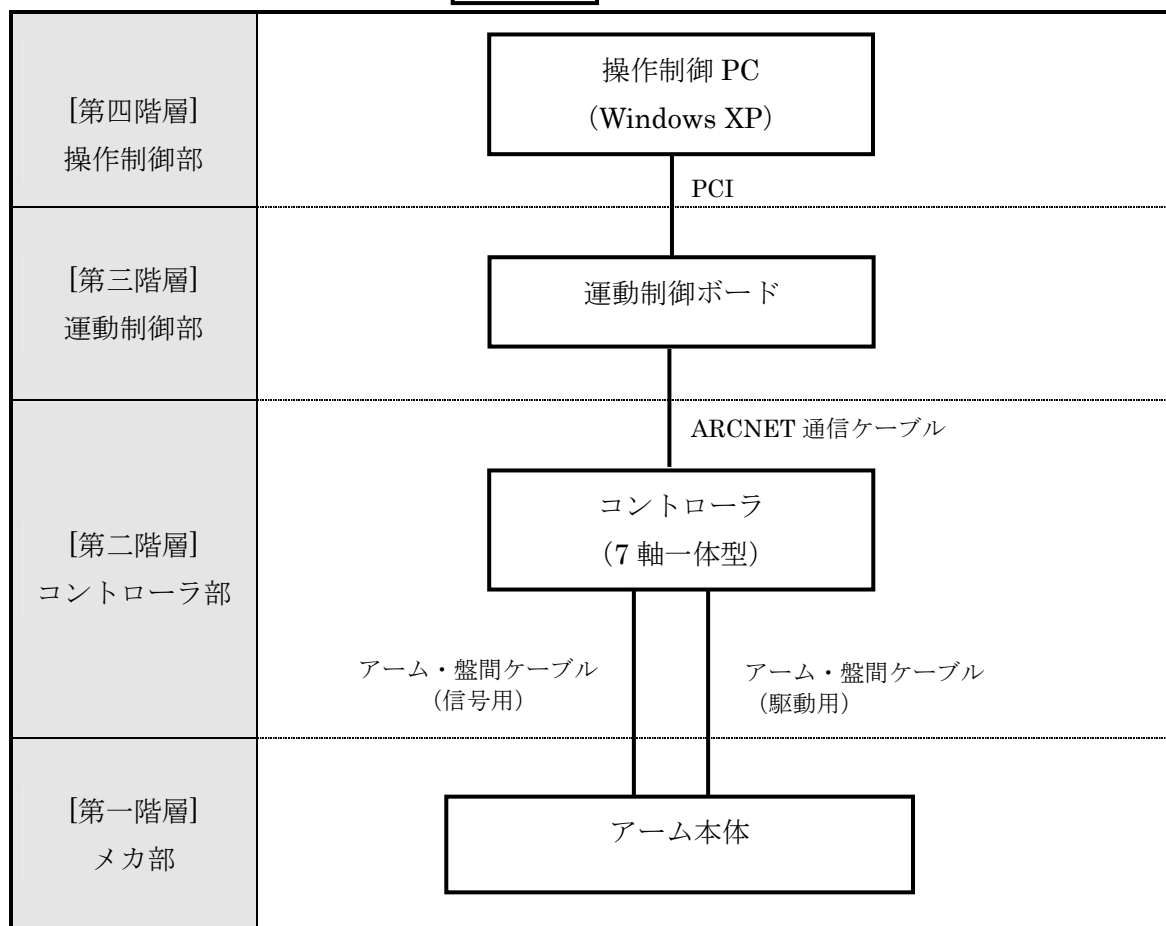 [第四階層]
操作制御部
操作制御 PC
（Windows XP）
PCI
[第三階層]
運動制御部
運動制御ボード
ARCNET 通信ケーブル
[第二階層]
コントローラ部
コントローラ
（7 軸一体型）
アーム・盤間ケーブル
（信号用）
アーム・盤間ケーブル
（駆動用）
[第一階層]
メカ部
アーム本体